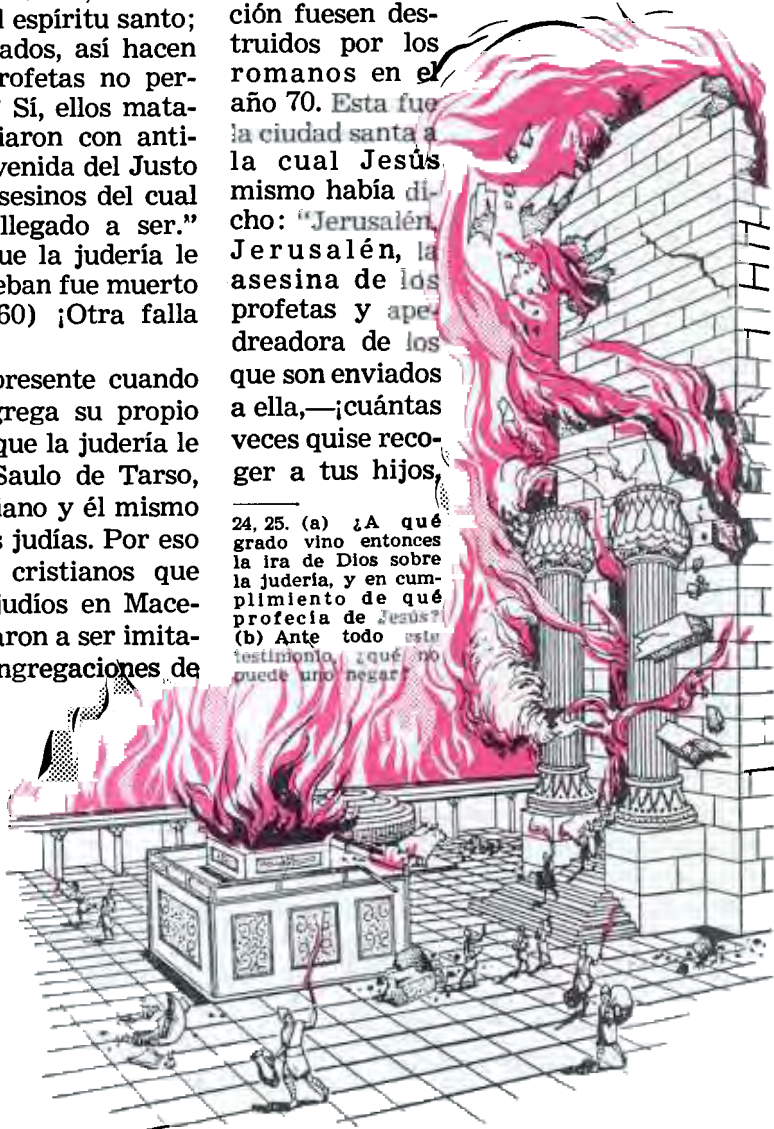 l espíritu santo;
ados, así hacen
rofetas no per-
Sí, ellos mata-
iaron con anti-
venida del Justo
sesinos del cual
llegado a ser.”
ue la judería le
eban fue muerto
60) ¡Otra falla
presente cuando
grega su propio
que la judería le
Saulo de Tarso,
iano y él mismo
s judías. Por eso
cristianos que
judíos en Mace-
aron a ser imita-
ngregaciones de
ción fuesen des-
truidos por los
romanos en el
año 70. Esta fue
la ciudad santa a
la cual Jesús
mismo había di-
cho: “Jerusalén,
Jerusalén, la
asesina de los
profetas y ape-
dreadora de los
que son enviados
a ella,—¡cuántas
veces quise reco-
ger a tus hijos,
24, 25. (a) ¿A qué
grado vino entonces
la ira de Dios sobre
la judería, y en cum-
plimiento de qué
profecía de Jesús?
(b) Ante todo este
testimonio, ¿qué no
puede uno negar?